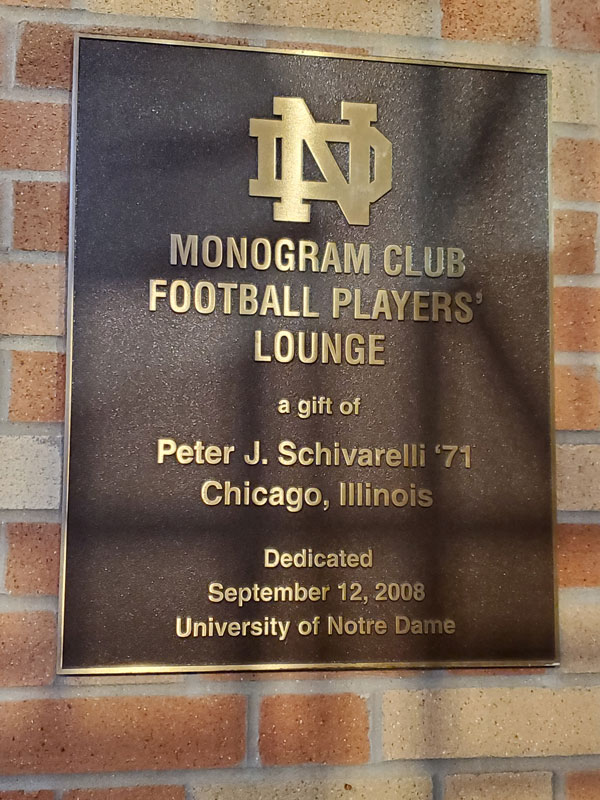 ND
MONOGRAM CLUB
FOOTBALL PLAYERS'
LOUNGE
a gift of
Peter J. Schivarelli ‘71
Chicago, Illinois
Dedicated
September 12, 2008
University of Notre Dame